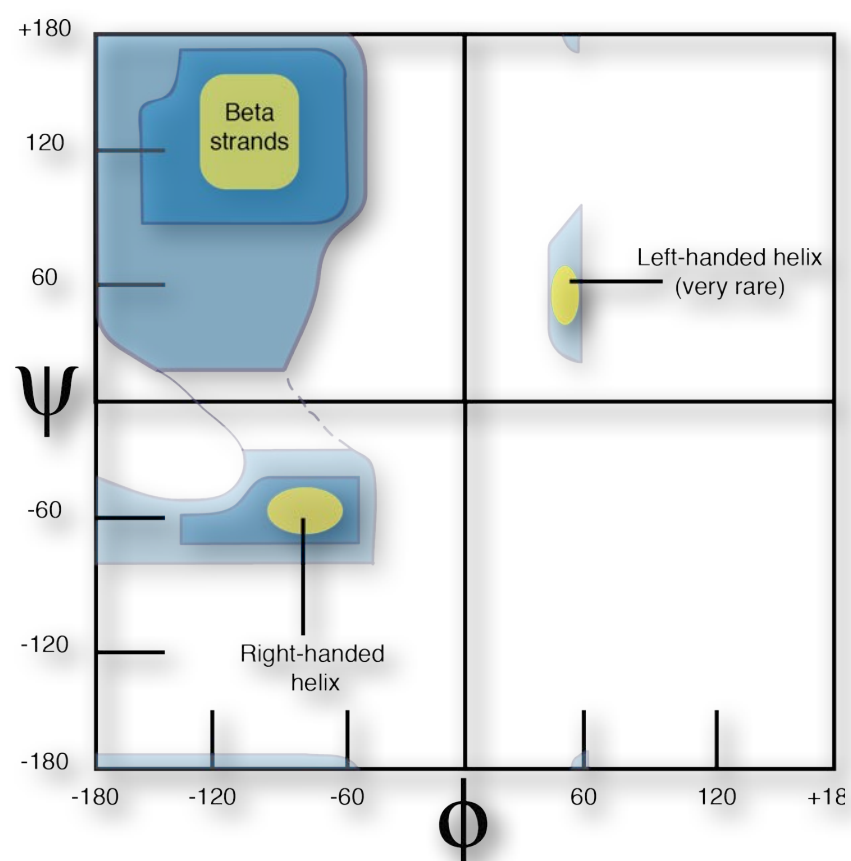 +180
Beta
strands
120
Left-handed helix
(very rare)
60
Ψ
-60
-120
Right-handed
helix
-180
-180
-120
-60
60
120
+18
φ